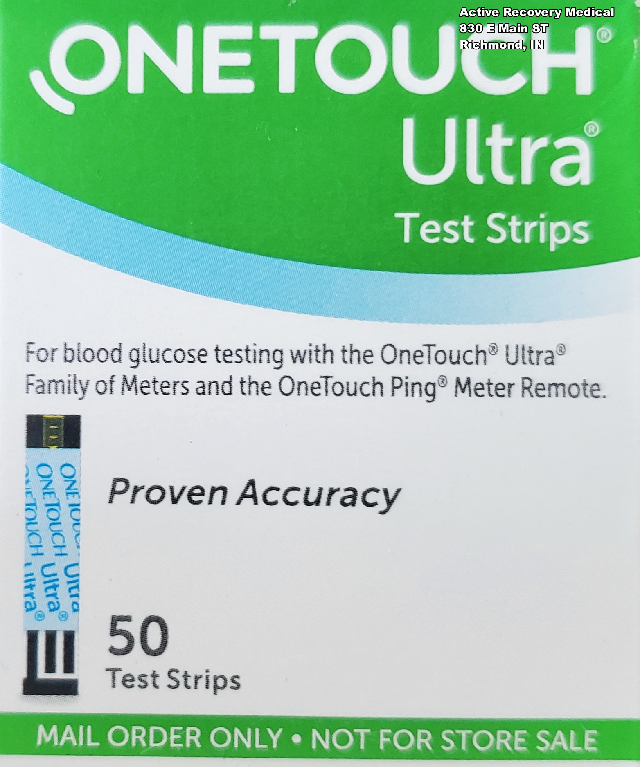 Active Recovery Medical
830 E Main ST
Richmond, IN
ONETOUCH®
Ultra®
Test Strips
For blood glucose testing with the OneTouch® Ultra®
Family of Meters and the OneTouch Ping® Meter Remote.
ONETOUCH Ultra®
ONETOUCH Ultra®
ONETOUCH Ultra
Proven Accuracy
50
Test Strips
MAIL ORDER ONLY • NOT FOR STORE SALE